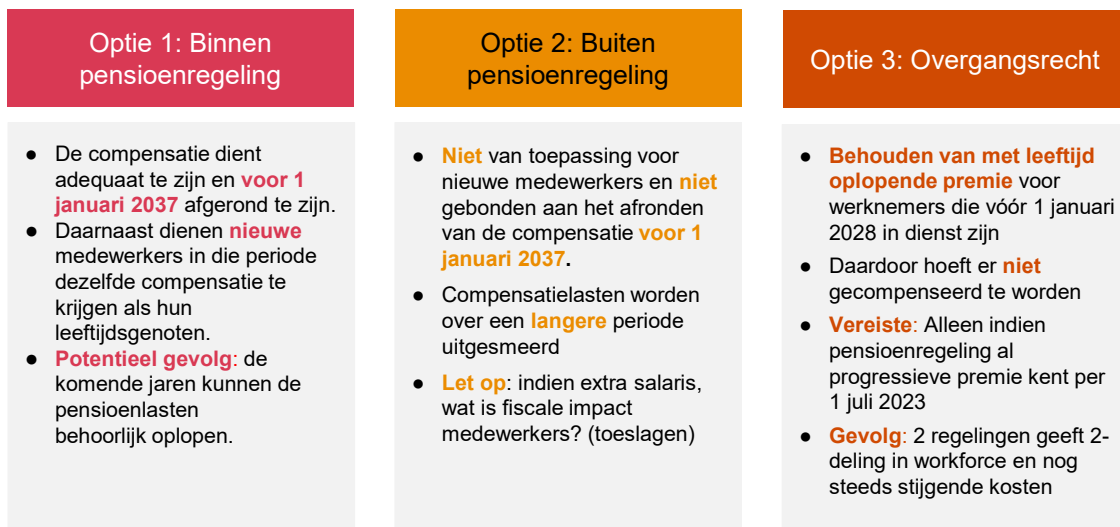 Optie 1: Binnen
pensioenregeling
● De compensatie dient
adequaat te zijn en voor 1
januari 2037 afgerond te zijn.
● Daarnaast dienen nieuwe
medewerkers in die periode
dezelfde compensatie te
krijgen als hun
leeftijdsgenoten.
● Potentieel gevolg: de
komende jaren kunnen de
pensioenlasten
behoorlijk oplopen.
Optie 2: Buiten
pensioenregeling
● Niet van toepassing voor
nieuwe medewerkers en niet
gebonden aan het afronden
van de compensatie voor 1
januari 2037.
● Compensatielasten worden
over een langere periode
uitgesmeerd
● Let op: indien extra salaris,
wat is fiscale impact
medewerkers? (toeslagen)
Optie 3: Overgangsrecht
● Behouden van met leeftijd
oplopende premie voor
werknemers die vóór 1 januari
2028 in dienst zijn
● Daardoor hoeft er niet
gecompenseerd te worden
● Vereiste: Alleen indien
pensioenregeling al
progressieve premie kent per
1 juli 2023
● Gevolg: 2 regelingen geeft 2-
deling in workforce en nog
steeds stijgende kosten